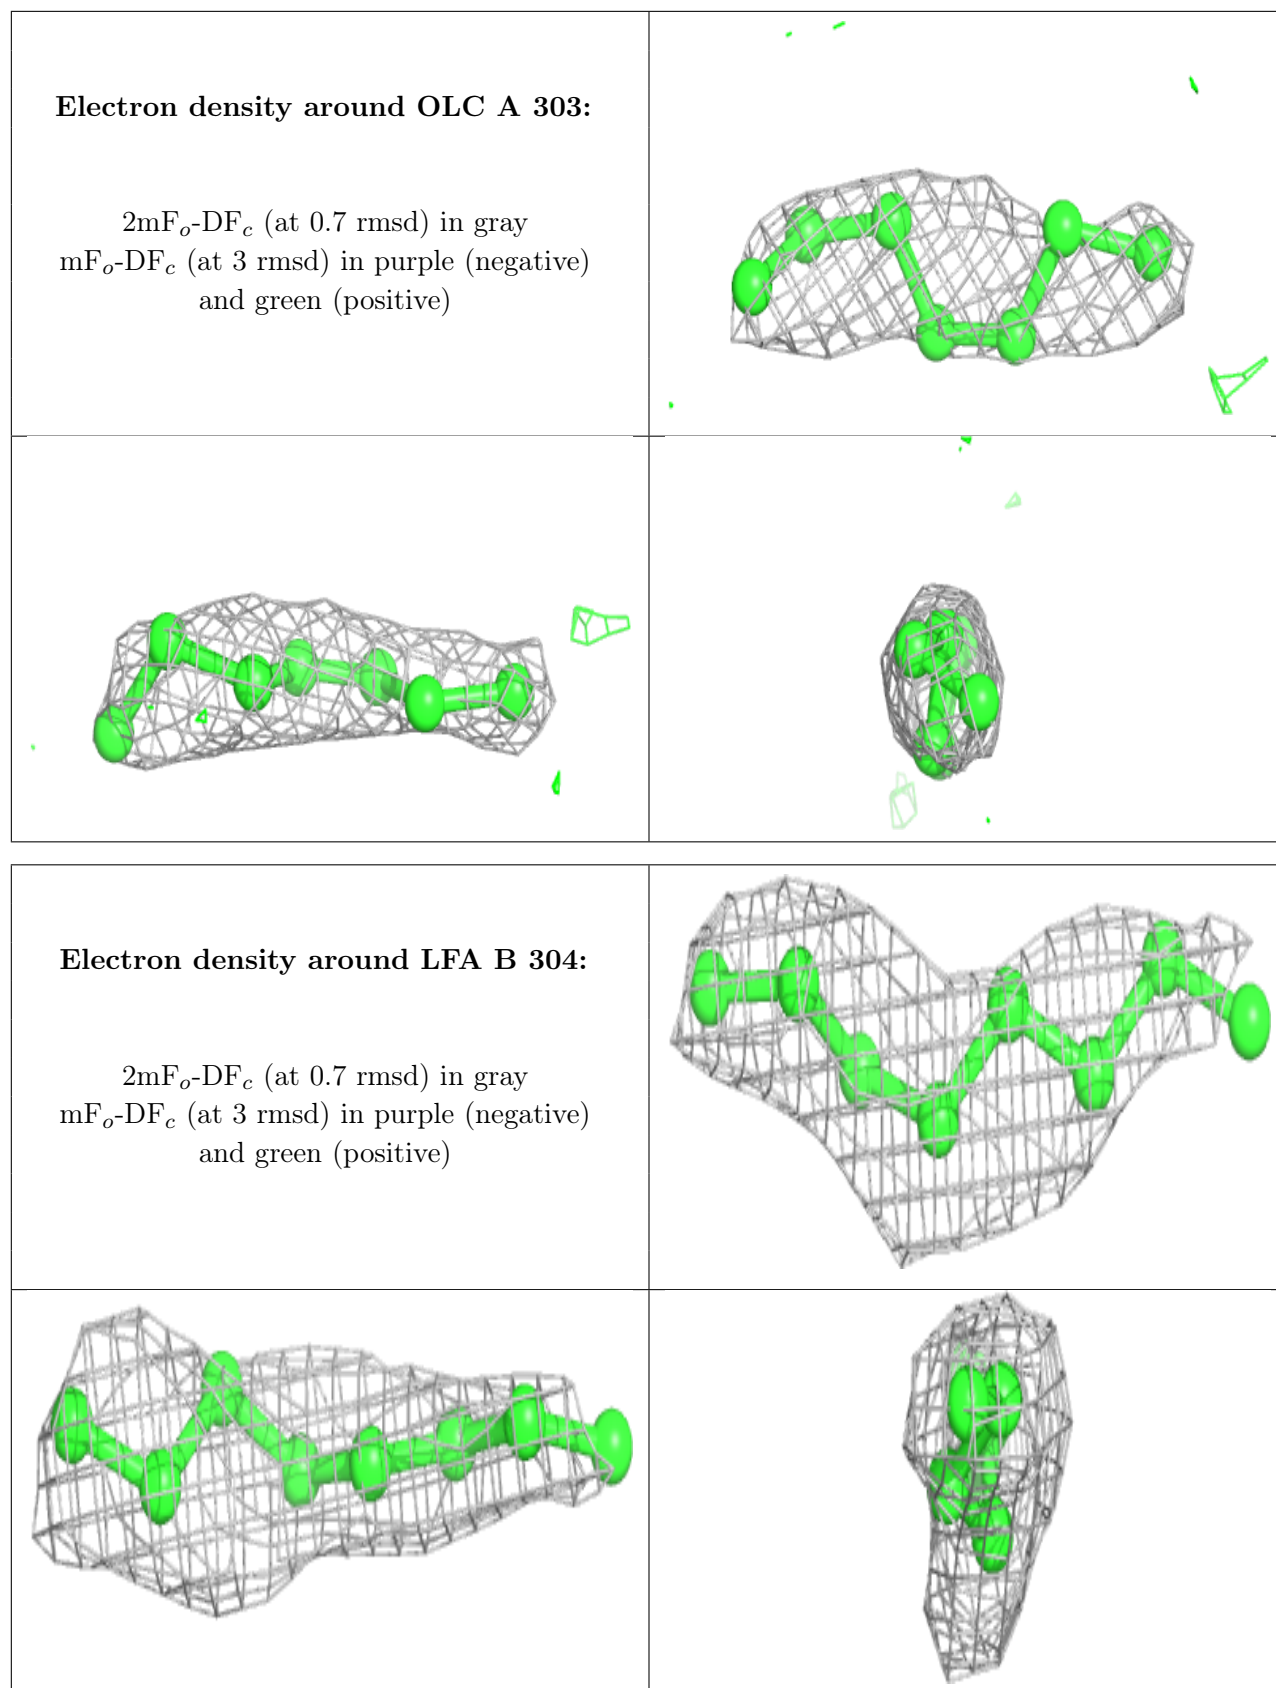 Electron density around OLC A 303:
2mFo-DFc (at 0.7 rmsd) in gray
mFo-DFc (at 3 rmsd) in purple (negative)
and green (positive)
Electron density around LFA B 304:
2mFo-DFc (at 0.7 rmsd) in gray
mFo-DFc (at 3 rmsd) in purple (negative)
and green (positive)